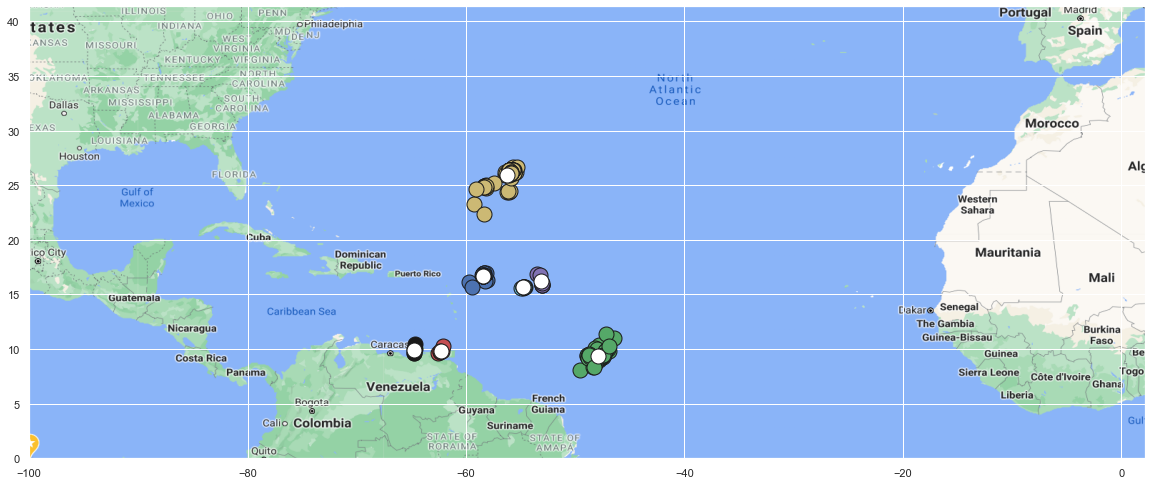 ILLINOIS
OHIO
PENN
Philadelphia
Madrid
Portugal
tates
INDIANA
MD
DE
NJ
Spain
ANSAS
MISSOURI
WEST
VIRGINIA
KENTUCKY
VIRGINIA
OKLAHOMA
TENNESSEE
NORTH
CAROLINA
North
Atlantic
Ocean
ARKANSAS
Dallas
MISSISSIPPI
SOUTH
CAROLINA
ALABAMA
Morocco
EXAS
GEORGIA
LOUISIANA
Houston
Alg
FLORIDA
Gulf of
Mexico
Western
Sahara
Cuba
ico City
Dominican
Republic
Puerto Rico
Mauritania
Mali
Guatemala
Caribbean Sea
Dakar
Senegal
The Gambia
Nicaragua
Guinea-Bissau
Burkina
Faso
Caracas
Costa Rica
Guinea
Be
Panama
Sierra Leone
Côte d'Ivoire
Togo
Ghana
Venezuela
Liberia
Bogota
French
Guiana
Guyana
Cali
Colombia
Suriname
Gulf
STATE OF
RORAIMA
STATE OF
AMAPA
Quito
40
35
30
25
20
15
10
5
0
−100
−80
−60
−40
−20
0